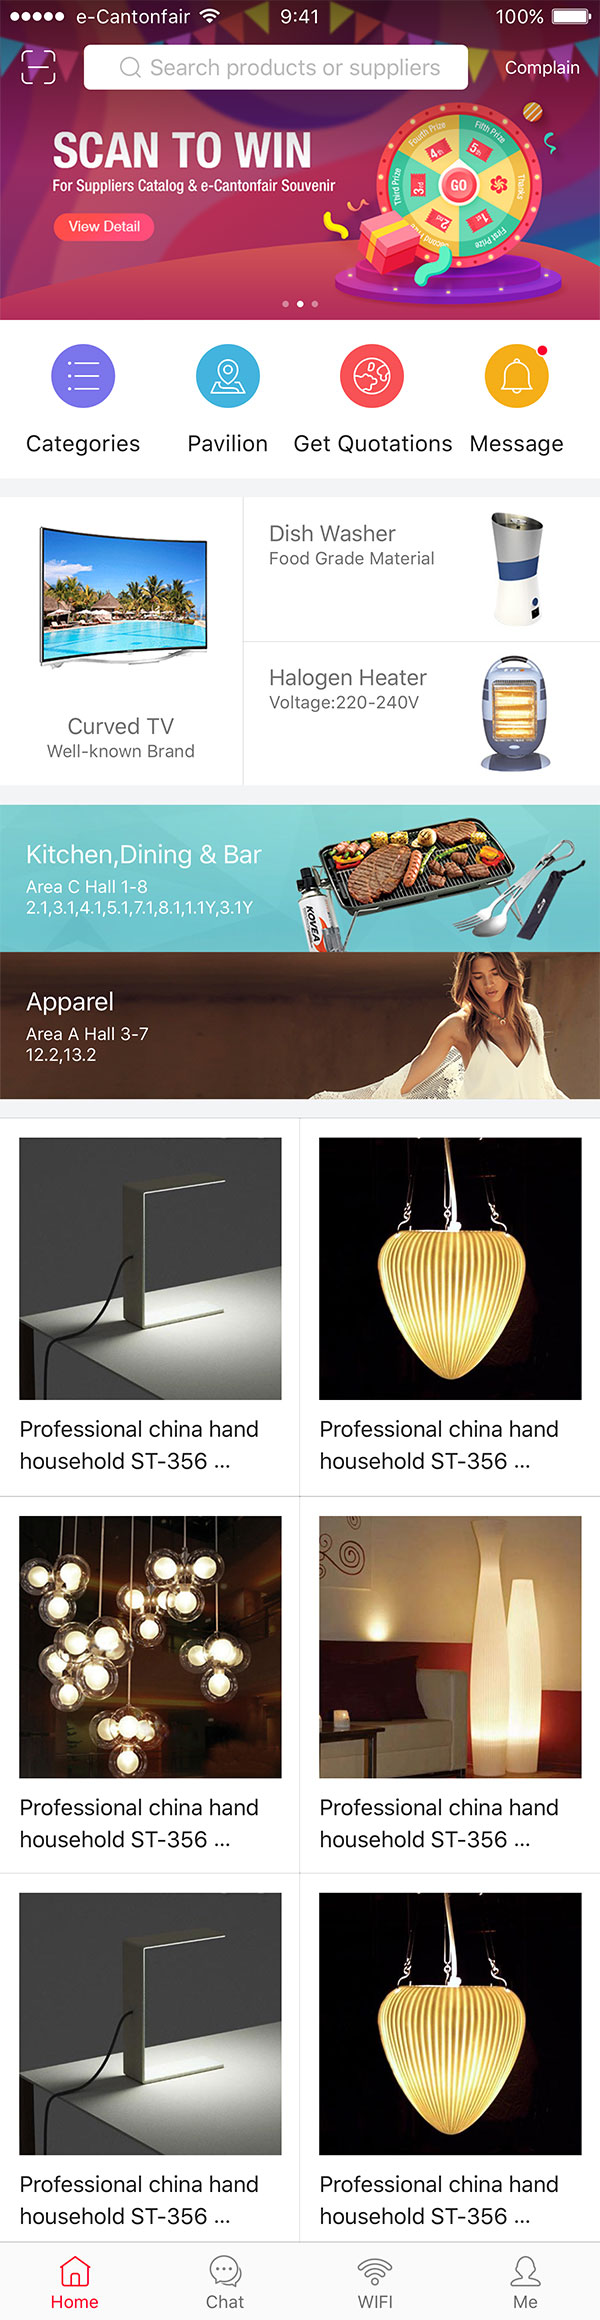 e-Cantonfair 9:41 100%
Search products or suppliers Complain
SCAN TO WIN
For Suppliers Catalog & e-Cantonfair Souvenir
View Detail
Fourth Prize
4th
Fifth Prize
5th
Third Prize
3rd
GO
Thanks
Second Prize
2nd
1st
First Prize
Categories Pavilion Get Quotations Message
Dish Washer
Food Grade Material
Halogen Heater
Voltage:220-240V
Curved TV
Well-known Brand
Kitchen,Dining & Bar
Area C Hall 1-8
2.1,3.1,4.1,5.1,7.1,8.1,1.1Y,3.1Y
KOVEA
Apparel
Area A Hall 3-7
12.2,13.2
Professional china hand
household ST-356 ...
Professional china hand
household ST-356 ...
Professional china hand
household ST-356 ...
Professional china hand
household ST-356 ...
Professional china hand
household ST-356 ...
Professional china hand
household ST-356 ...
Home Chat WIFI Me